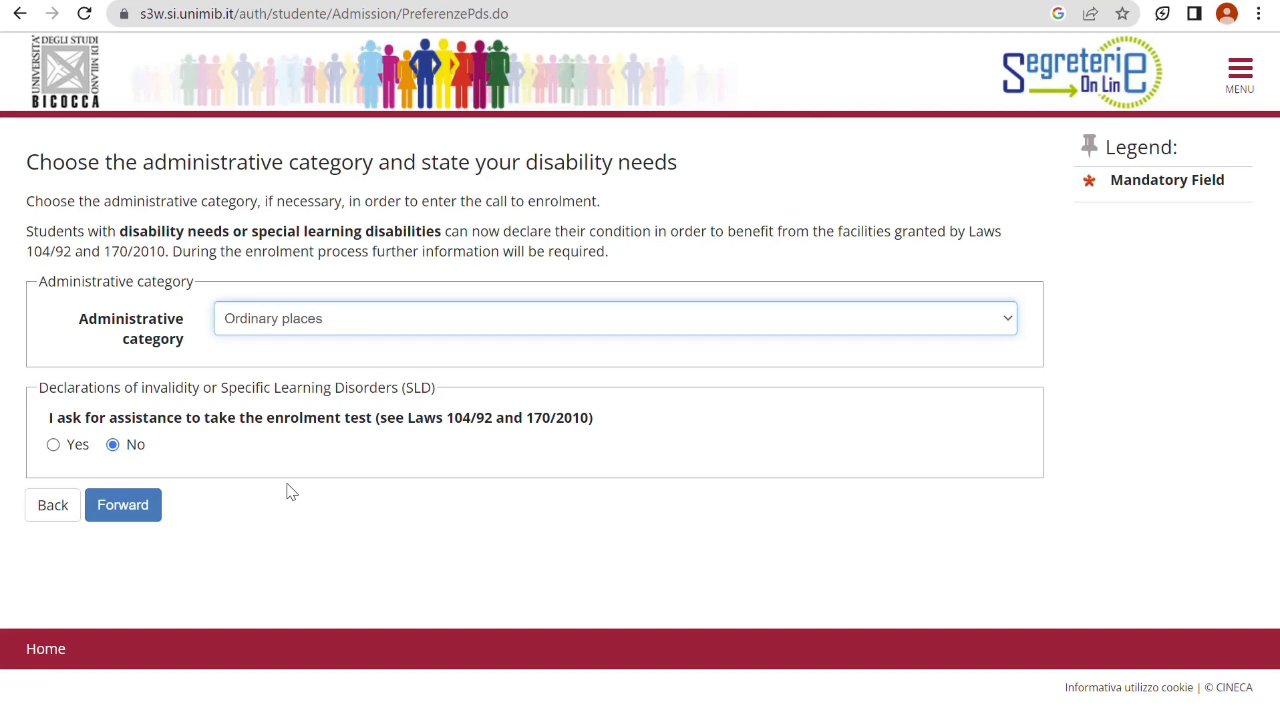 s3w.si.unimib.it/auth/studente/Admission/PreferenzePds.do
UNIVERSITÀ DEGLI STUDI DI MILANO
BICOCCA
Segreterie
On LinE
MENU
Choose the administrative category and state your disability needs
Legend:
Mandatory Field
Choose the administrative category, if necessary, in order to enter the call to enrolment.
Students with disability needs or special learning disabilities can now declare their condition in order to benefit from the facilities granted by Laws
104/92 and 170/2010. During the enrolment process further information will be required.
Administrative category
Administrative
category
Ordinary places
Declarations of invalidity or Specific Learning Disorders (SLD)
I ask for assistance to take the enrolment test (see Laws 104/92 and 170/2010)
Yes No
Back Forward
Home
Informativa utilizzo cookie | © CINECA